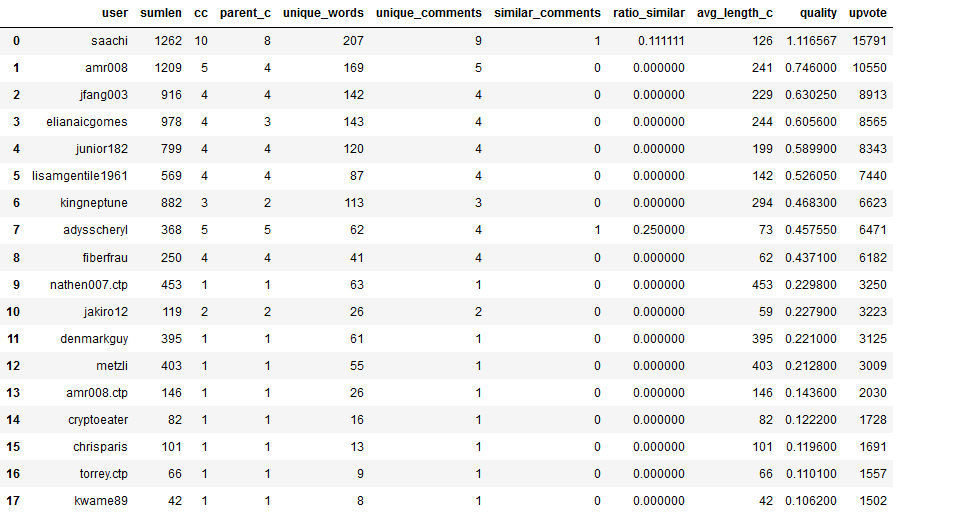 user sumlen cc parent_c unique_words unique_comments similar_comments ratio_similar avg_length_c quality upvote
0 saachi 1262 10 8 207 9 1 0.111111 126 1.116567 15791
1 amr008 1209 5 4 169 5 0 0.000000 241 0.746000 10550
2 jfang003 916 4 4 142 4 0 0.000000 229 0.630250 8913
3 elianaicgomes 978 4 3 143 4 0 0.000000 244 0.605600 8565
4 junior182 799 4 4 120 4 0 0.000000 199 0.589900 8343
5 lisamgentile1961 569 4 4 87 4 0 0.000000 142 0.526050 7440
6 kingneptune 882 3 2 113 3 0 0.000000 294 0.468300 6623
7 adysscheryl 368 5 5 62 4 1 0.250000 73 0.457550 6471
8 fiberfrau 250 4 4 41 4 0 0.000000 62 0.437100 6182
9 nathen007.ctp 453 1 1 63 1 0 0.000000 453 0.229800 3250
10 jakiro12 119 2 2 26 2 0 0.000000 59 0.227900 3223
11 denmarkguy 395 1 1 61 1 0 0.000000 395 0.221000 3125
12 metzli 403 1 1 55 1 0 0.000000 403 0.212800 3009
13 amr008.ctp 146 1 1 26 1 0 0.000000 146 0.143600 2030
14 cryptoeater 82 1 1 16 1 0 0.000000 82 0.122200 1728
15 chrisparis 101 1 1 13 1 0 0.000000 101 0.119600 1691
16 torrey.ctp 66 1 1 9 1 0 0.000000 66 0.110100 1557
17 kwame89 42 1 1 8 1 0 0.000000 42 0.106200 1502